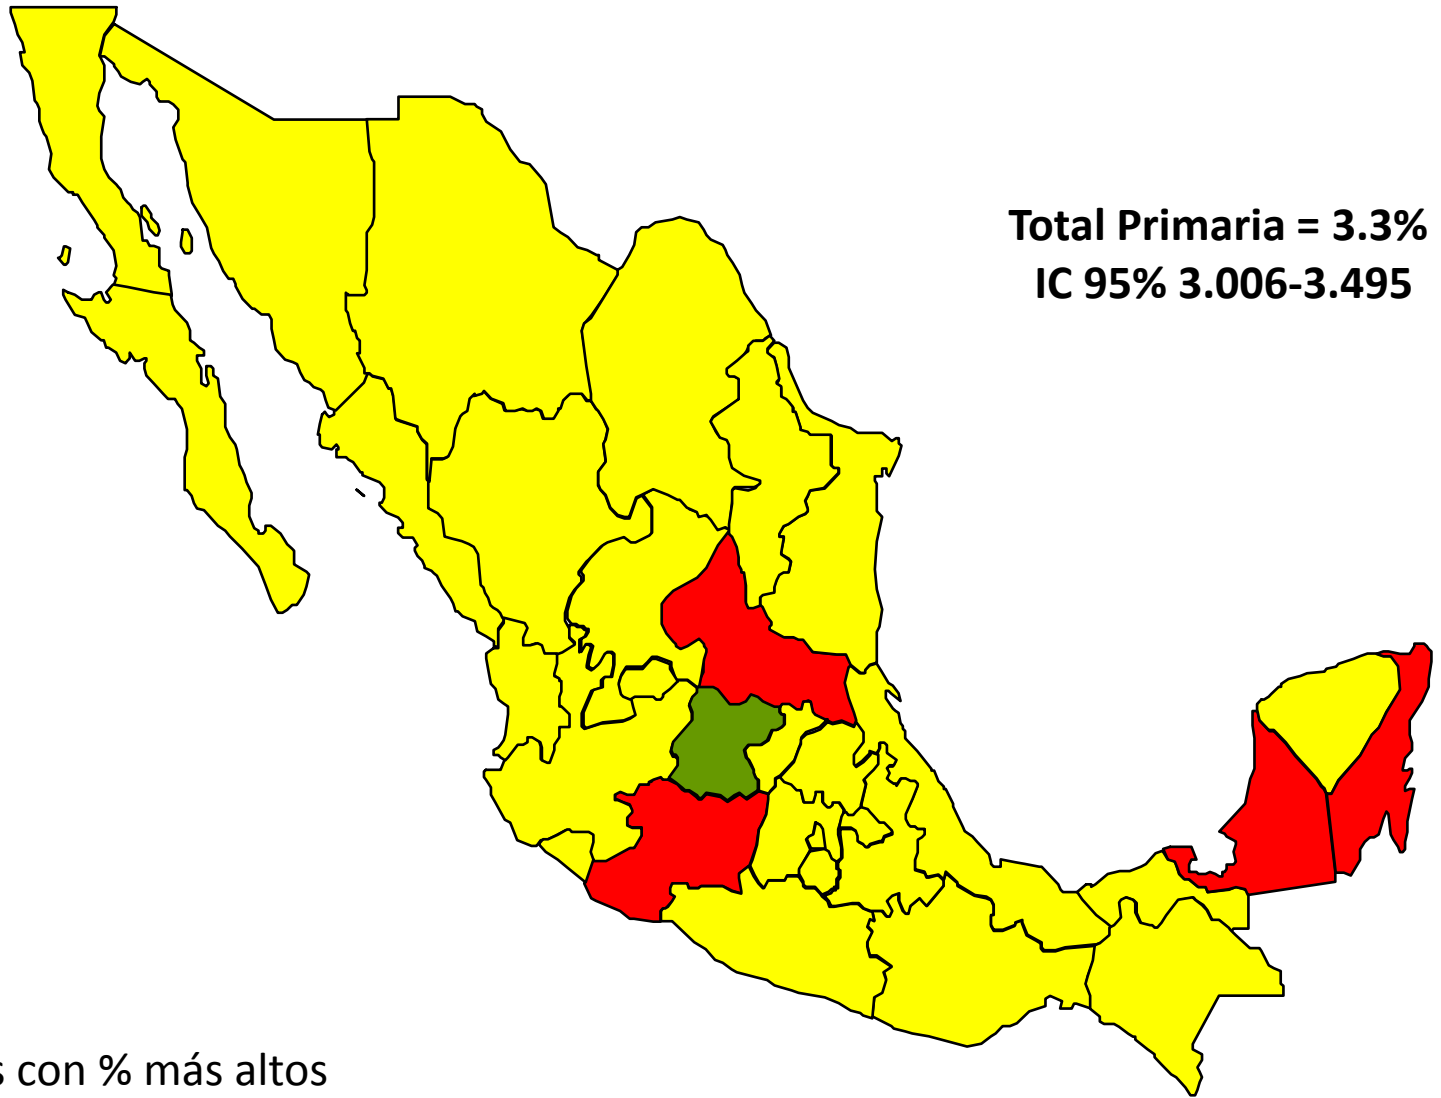 Total Primaria = 3.3%
IC 95% 3.006-3.495
con % más altos